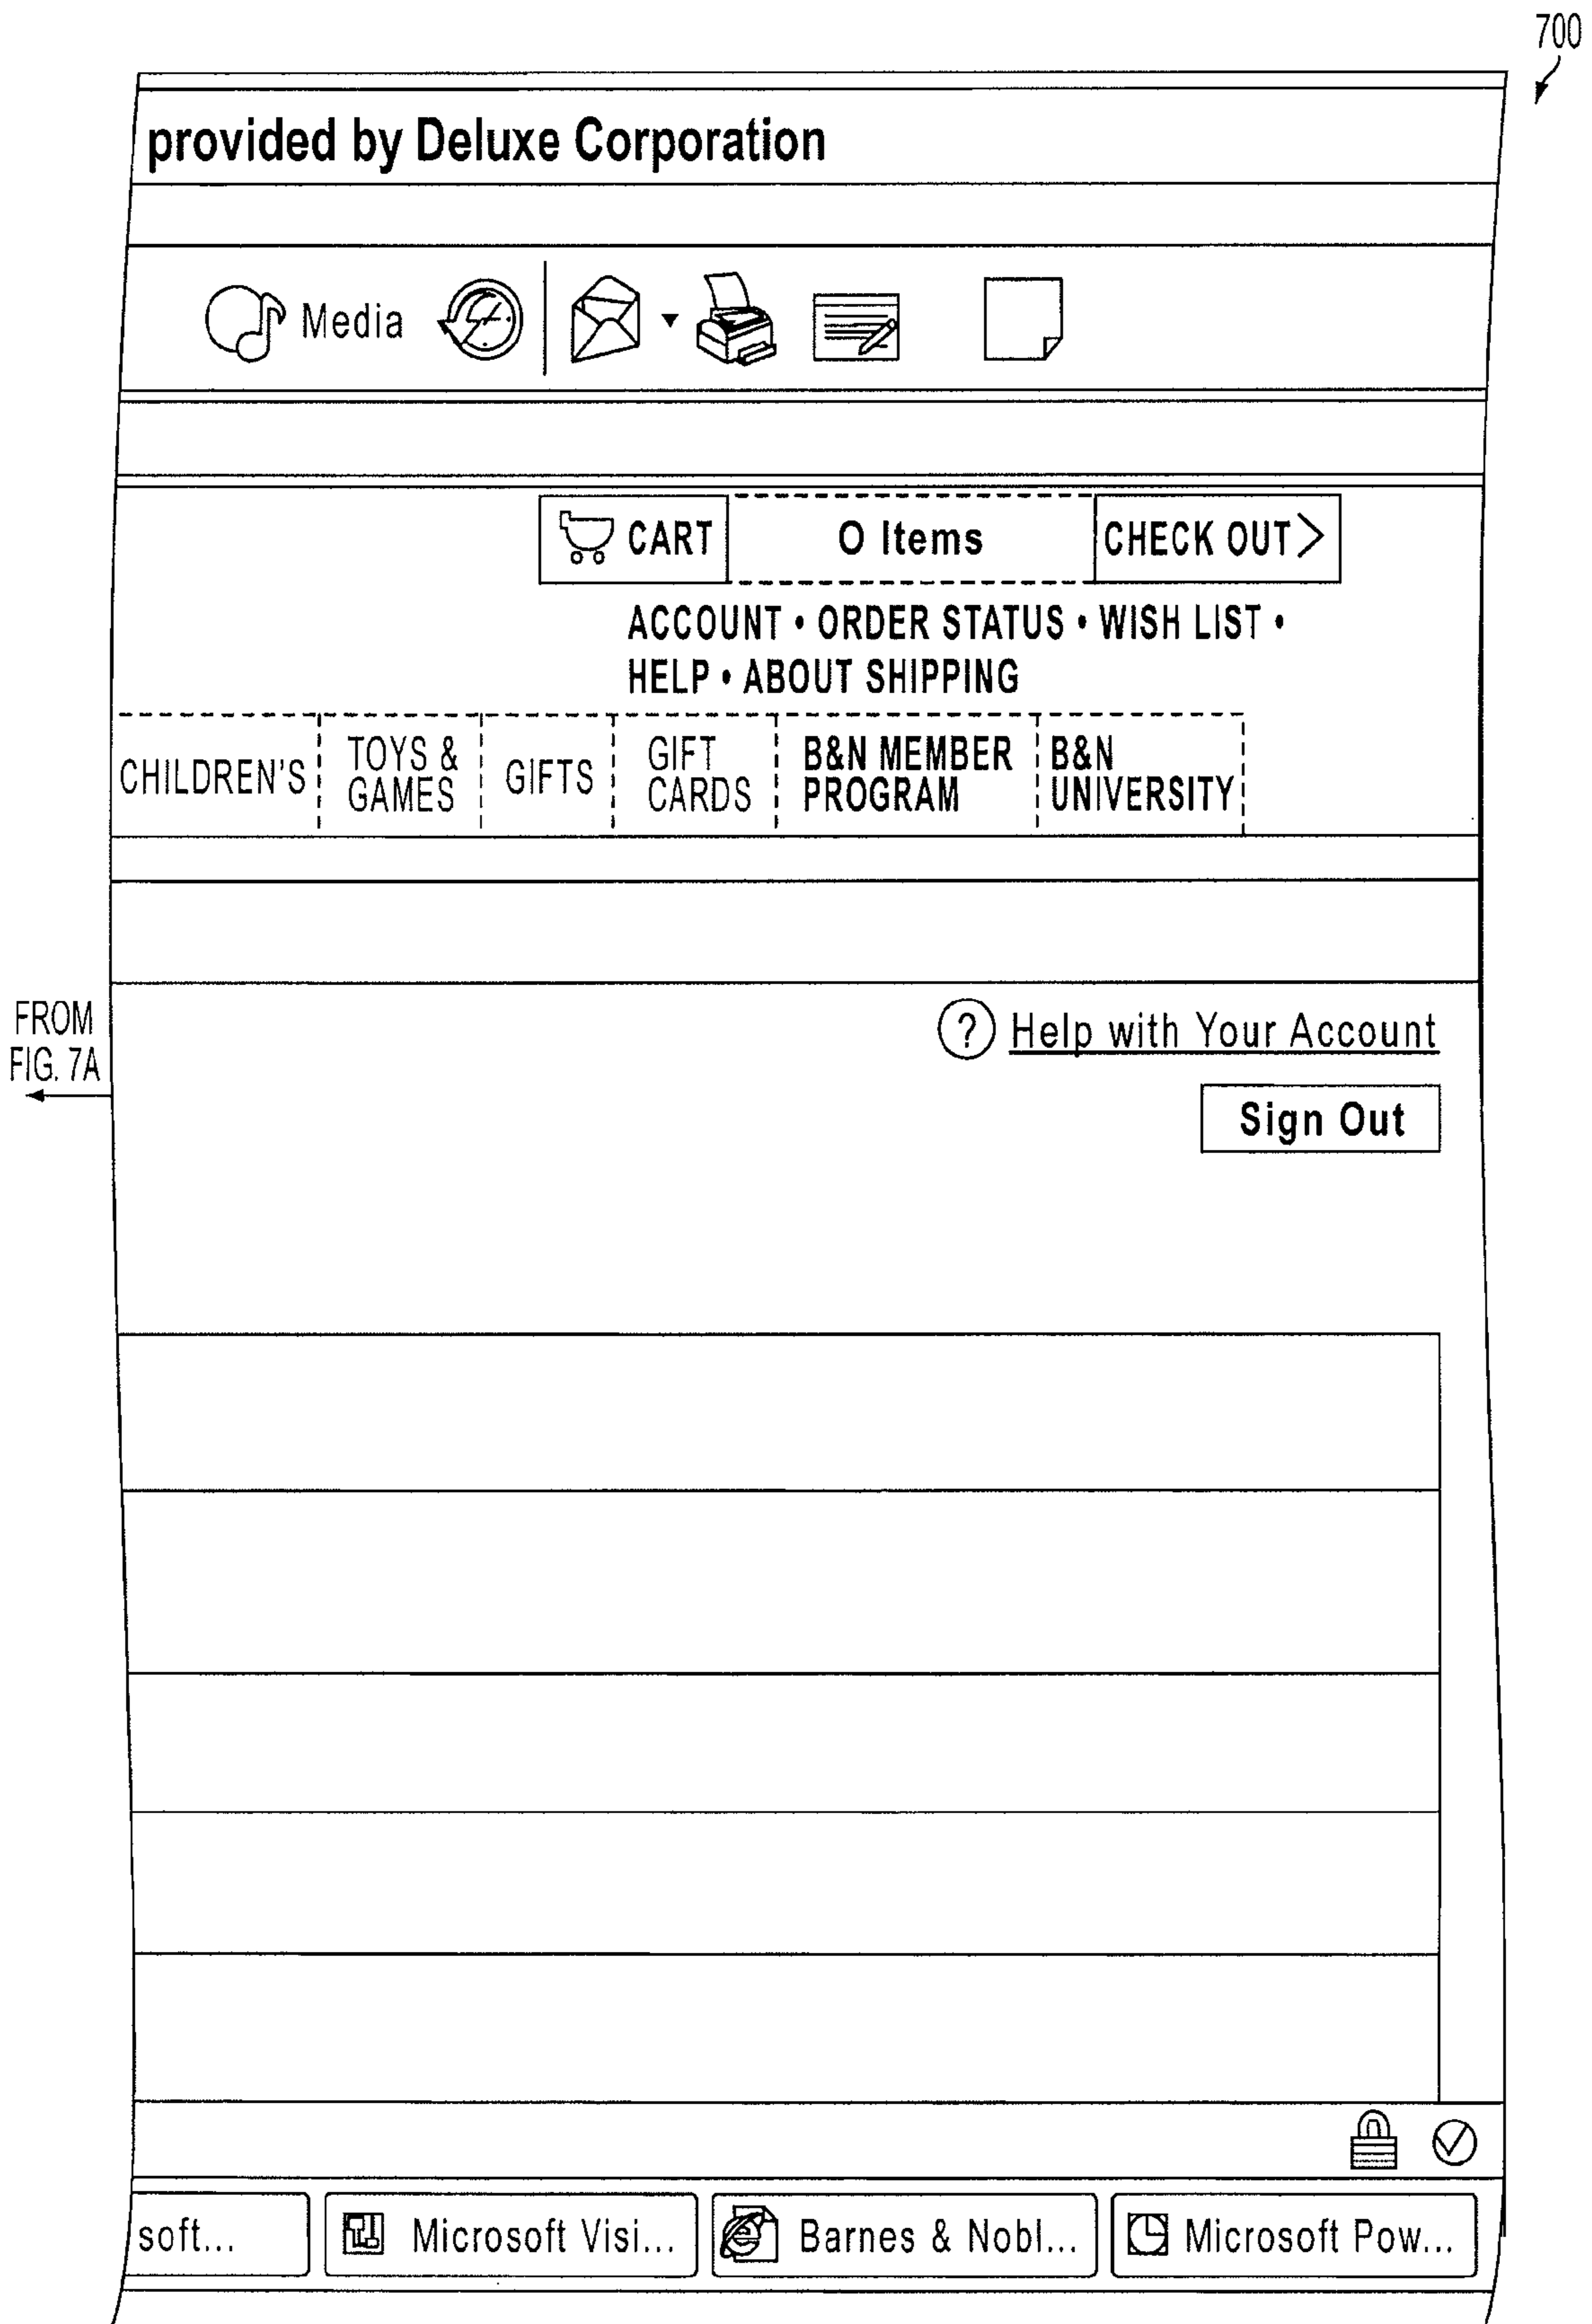 700
provided by Deluxe Corporation
Media
CART
0 Items
CHECK OUT>
ACCOUNT • ORDER STATUS • WISH LIST •
HELP • ABOUT SHIPPING
CHILDREN'S
TOYS &
GAMES
GIFTS
GIFT
CARDS
B&N MEMBER
PROGRAM
B&N
UNIVERSITY
FROM
FIG. 7A
? Help with Your Account
Sign Out
soft...
Microsoft Visi...
Barnes & Nobl...
Microsoft Pow...